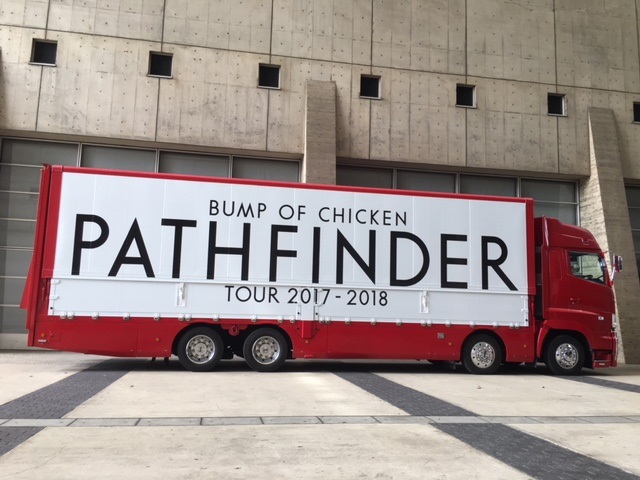 BUMP OF CHICKEN
PATHFINDER
TOUR 2017-2018